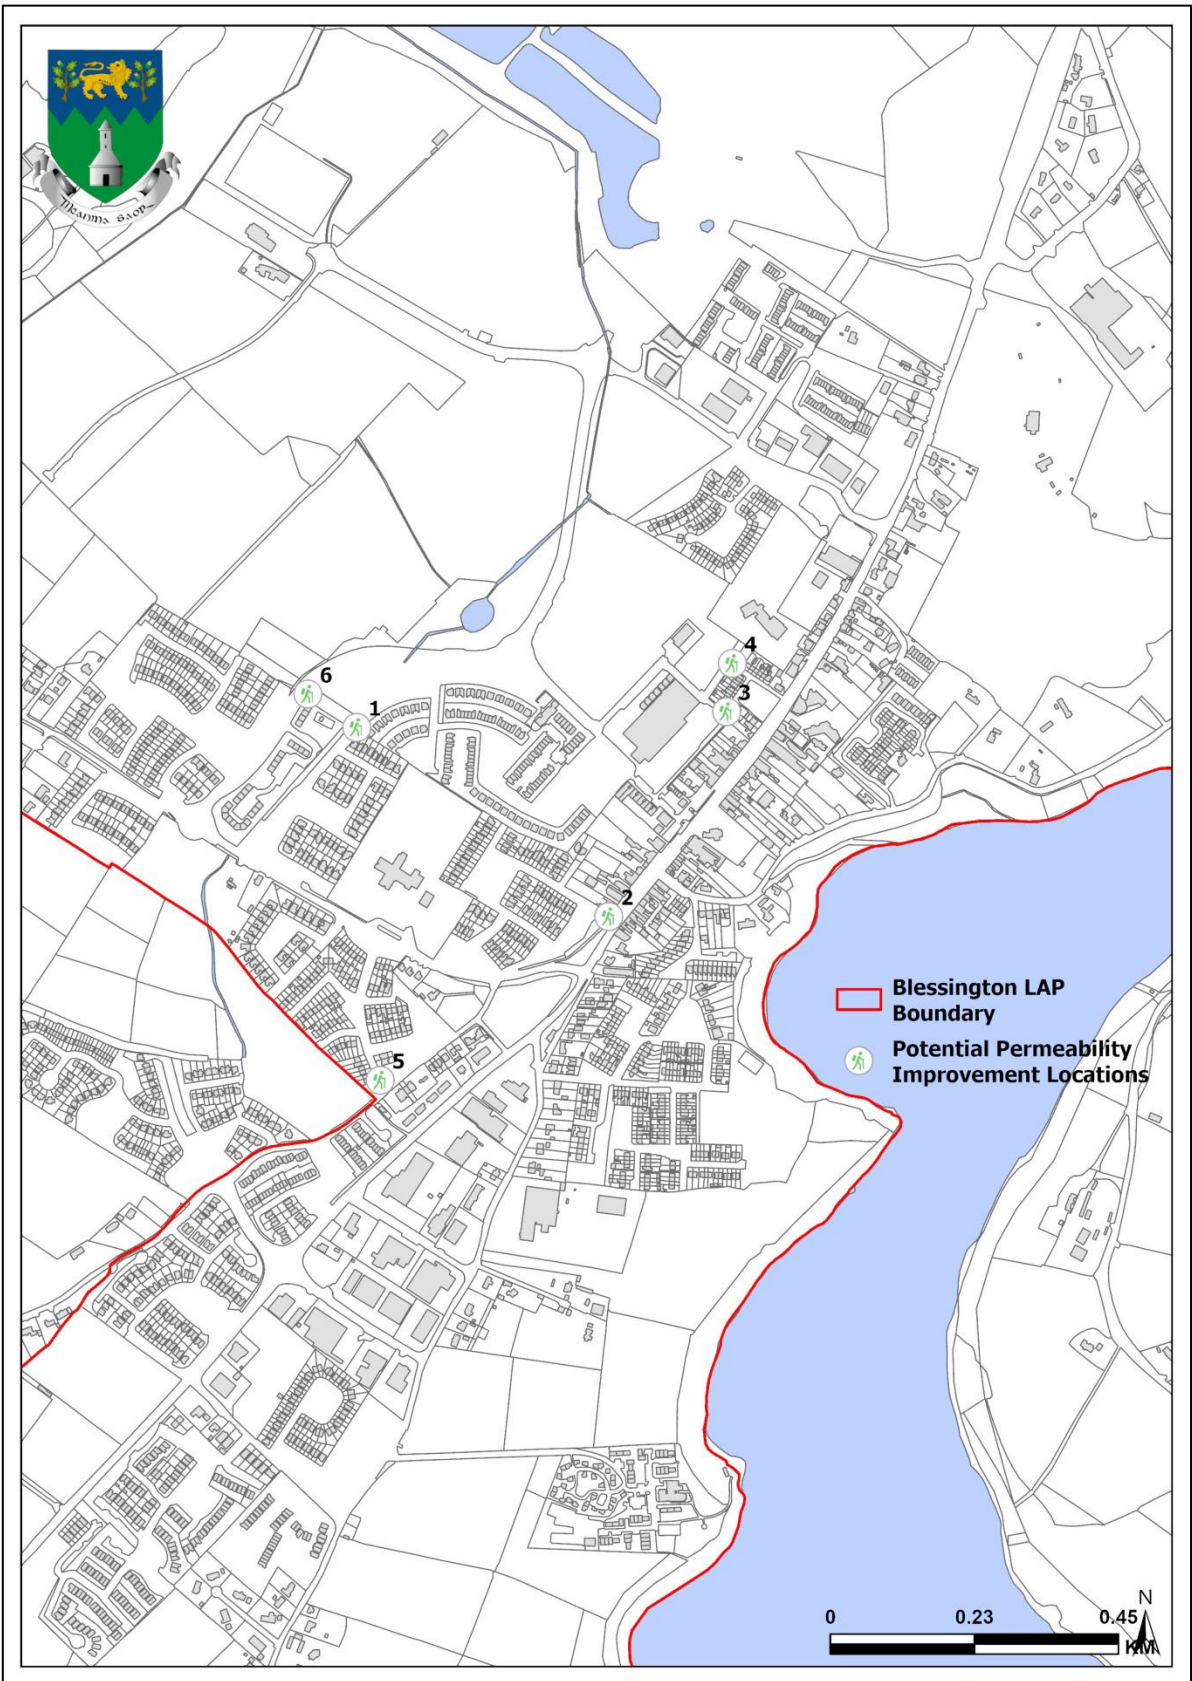 Meanma Saor
6
1
4
3
2
5
Blessington LAP
Boundary
Potential Permeability
Improvement Locations
N
0 0.23 0.45
KM